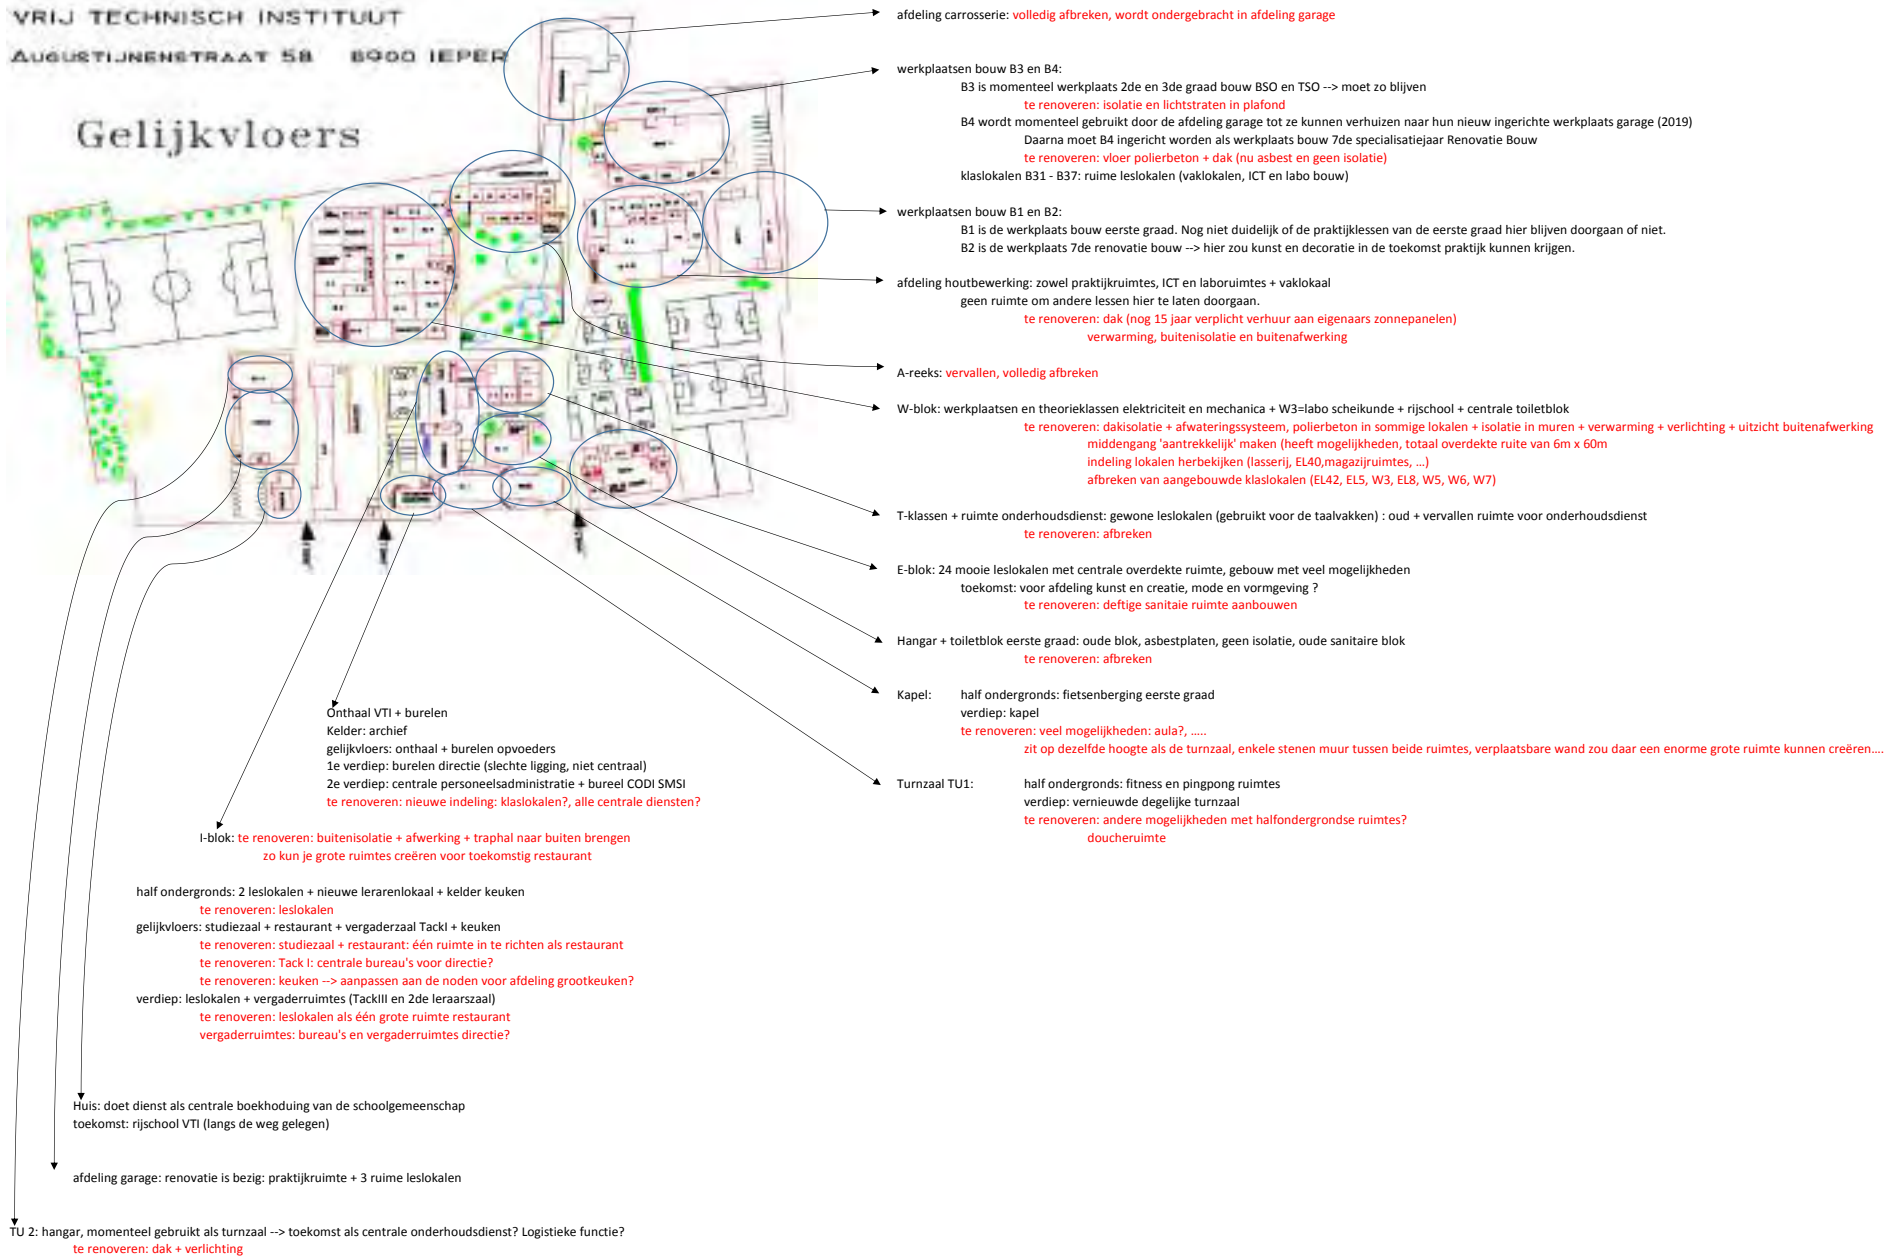 VRIJ TECHNISCH INSTITUUT
AUGUSTIJNENSTRAAT 58 8900 IEPER
Gelijkvloers
afdeling carrosserie: volledig afbreken, wordt ondergebracht in afdeling garage
werkplaatsen bouw B3 en B4:
B3 is momenteel werkplaats 2de en 3de graad bouw BSO en TSO --> moet zo blijven
te renoveren: isolatie en lichtstraten in plafond
B4 wordt momenteel gebruikt door de afdeling garage tot ze kunnen verhuizen naar hun nieuw ingerichte werkplaats garage (2019)
Daarna moet B4 ingericht worden als werkplaats bouw 7de specialisatiejaar Renovatie Bouw
te renoveren: vloer polierbeton + dak (nu asbest en geen isolatie)
klaslokalen B31 - B37: ruime leslokalen (vaklokalen, ICT en labo bouw)
werkplaatsen bouw B1 en B2:
B1 is de werkplaats bouw eerste graad. Nog niet duidelijk of de praktijklessen van de eerste graad hier blijven doorgaan of niet.
B2 is de werkplaats 7de renovatie bouw --> hier zou kunst en decoratie in de toekomst praktijk kunnen krijgen.
afdeling houtbewerking: zowel praktijkruimtes, ICT en laboruimtes + vaklokaal
geen ruimte om andere lessen hier te laten doorgaan.
te renoveren: dak (nog 15 jaar verplicht verhuur aan eigenaars zonnepanelen)
verwarming, buitenisolatie en buitenafwerking
A-reeks: vervallen, volledig afbreken
W-blok: werkplaatsen en theorieklassen elektriciteit en mechanica + W3=labo scheikunde + rijschool + centrale toiletblok
te renoveren: dakisolatie + afwateringssysteem, polierbeton in sommige lokalen + isolatie in muren + verwarming + verlichting + uitzicht buitenafwerking
middengang 'aantrekkelijk' maken (heeft mogelijkheden, totaal overdekte ruite van 6m x 60m
indeling lokalen herbekijken (lasserij, EL40,magazijruimtes, …)
afbreken van aangebouwde klaslokalen (EL42, EL5, W3, EL8, W5, W6, W7)
T-klassen + ruimte onderhoudsdienst: gewone leslokalen (gebruikt voor de taalvakken) : oud + vervallen ruimte voor onderhoudsdienst
te renoveren: afbreken
E-blok: 24 mooie leslokalen met centrale overdekte ruimte, gebouw met veel mogelijkheden
toekomst: voor afdeling kunst en creatie, mode en vormgeving ?
te renoveren: deftige sanitaie ruimte aanbouwen
Hangar + toiletblok eerste graad: oude blok, asbestplaten, geen isolatie, oude sanitaire blok
te renoveren: afbreken
Kapel: half ondergronds: fietsenberging eerste graad
verdiep: kapel
te renoveren: veel mogelijkheden: aula?, …..
zit op dezelfde hoogte als de turnzaal, enkele stenen muur tussen beide ruimtes, verplaatsbare wand zou daar een enorme grote ruimte kunnen creëren….
Turnzaal TU1: half ondergronds: fitness en pingpong ruimtes
verdiep: vernieuwde degelijke turnzaal
te renoveren: andere mogelijkheden met halfondergrondse ruimtes?
doucheruimte
Onthaal VTI + burelen
Kelder: archief
gelijkvloers: onthaal + burelen opvoeders
1e verdiep: burelen directie (slechte ligging, niet centraal)
2e verdiep: centrale personeelsadministratie + bureel CODI SMSI
te renoveren: nieuwe indeling: klaslokalen?, alle centrale diensten?
I-blok: te renoveren: buitenisolatie + afwerking + traphal naar buiten brengen
zo kun je grote ruimtes creëren voor toekomstig restaurant
half ondergronds: 2 leslokalen + nieuwe lerarenlokaal + kelder keuken
te renoveren: leslokalen
gelijkvloers: studiezaal + restaurant + vergaderzaal TackI + keuken
te renoveren: studiezaal + restaurant: één ruimte in te richten als restaurant
te renoveren: Tack I: centrale bureau's voor directie?
te renoveren: keuken --> aanpassen aan de noden voor afdeling grootkeuken?
verdiep: leslokalen + vergaderruimtes (TackIII en 2de leraarszaal)
te renoveren: leslokalen als één grote ruimte restaurant
vergaderruimtes: bureau's en vergaderruimtes directie?
Huis: doet dienst als centrale boekhoduing van de schoolgemeenschap
toekomst: rijschool VTI (langs de weg gelegen)
afdeling garage: renovatie is bezig: praktijkruimte + 3 ruime leslokalen
TU 2: hangar, momenteel gebruikt als turnzaal --> toekomst als centrale onderhoudsdienst? Logistieke functie?
te renoveren: dak + verlichting